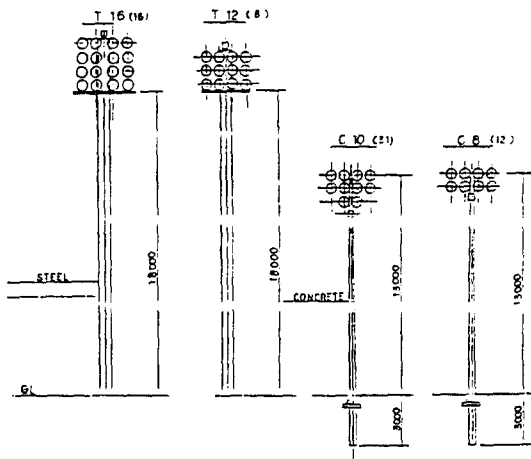 T 16 (16)
T 12 (8)
C 10 (31)
C 8 (12)
STEEL
18000
18000
CONCRETE
13000
13000
GL
3000
3000